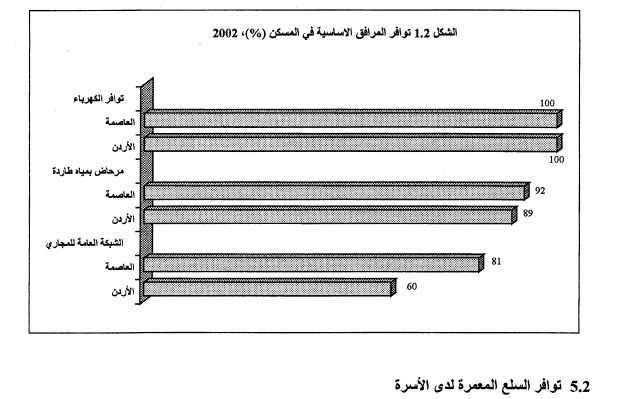 الشكل 1.2 توافر المرافق الاساسية في المسكن (%)، 2002
توافر الكهرباء
العاصمة 100
الأردن 100
مرحاض بمياه طاردة
العاصمة 92
الأردن 89
الشبكة العامة للمجاري
العاصمة 81
الأردن 60
5.2 توافر السلع المعمرة لدى الأسرة